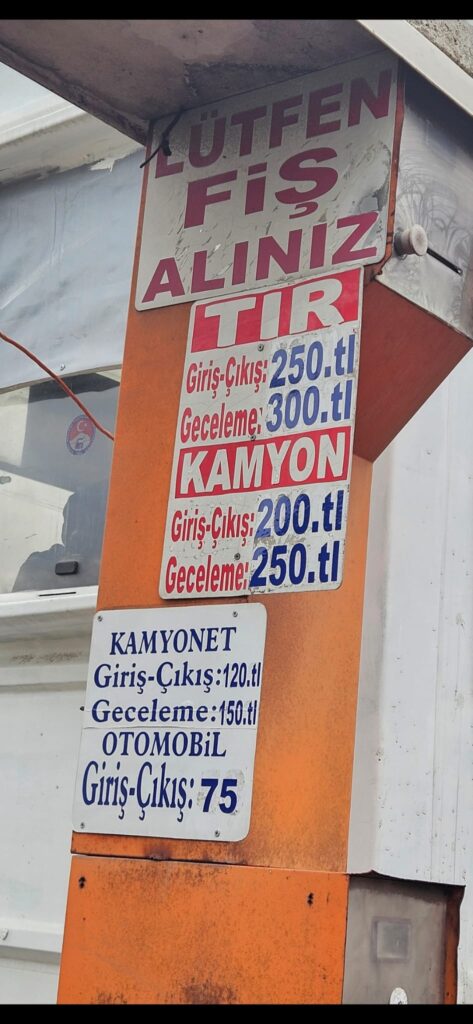 LÜTFEN
FİŞ
ALINIZ
TIR
Giriş-Çıkış: 250.tl
Geceleme: 300.tl
KAMYON
Giriş-Çıkış: 200.tl
Geceleme: 250.tl
KAMYONET
Giriş-Çıkış:120.tl
Geceleme:150.tl
OTOMOBiL
Giriş-Çıkış: 75